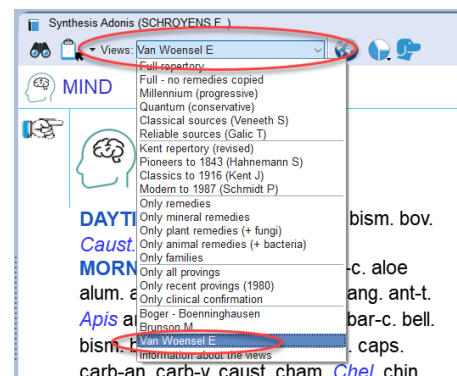 Synthesis Adonis (SCHROYENS F )
Views: Van Woensel E
MIND
Full repertory
Full - no remedies copied
Millennium (progressive)
Quantum (conservative)
Classical sources (Veneeth S)
Reliable sources (Galic T)
Kent repertory (revised)
Pioneers to 1843 (Hahnemann S)
Classics to 1916 (Kent J)
Modern to 1987 (Schmidt P)
Only remedies
Only mineral remedies
Only plant remedies (+ fungi)
Only animal remedies (+ bacteria)
Only families
Only all provings
Only recent provings (1980)
Only clinical confirmation
Boger - Boenninghausen
Brunson M
Van Woensel E
Information about the views
DAYTI bism. bov.
Caust.
MORN -c. aloe
alum. a ang. ant-t.
Apis a bar-c. bell.
bism. b . caps.
carb-an. carb-v. caust. cham. Chel. chin.